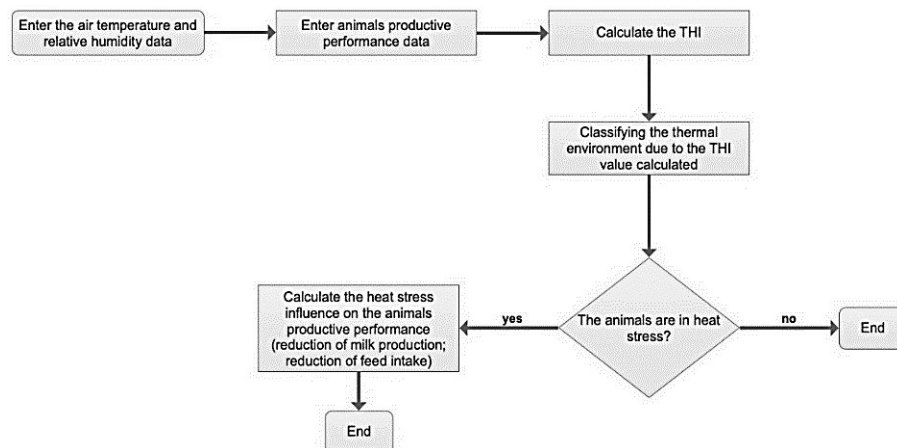 Enter the air temperature and
relative humidity data
Enter animals productive
performance data
Calculate the THI
Classifying the thermal
environment due to the THI
value calculated
The animals are in heat
stress?
yes
no
Calculate the heat stress
influence on the animals
productive performance
(reduction of milk production;
reduction of feed intake)
End
End